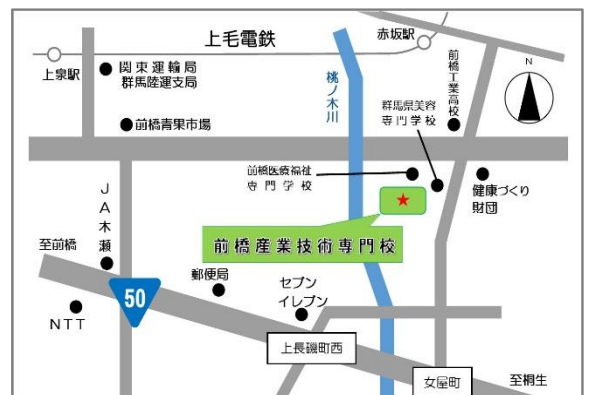 上毛電鉄
赤坂駅
上泉駅
関東運輸局
群馬陸運支局
桃ノ木川
前橋工業高校
N
群馬県美容
専門学校
前橋青果市場
前橋医療福祉
専門学校
健康づくり
財団
JA木瀬
前橋産業技術専門校
至前橋
郵便局
セブン
イレブン
50
NTT
上長磯町西
女屋町
至桐生